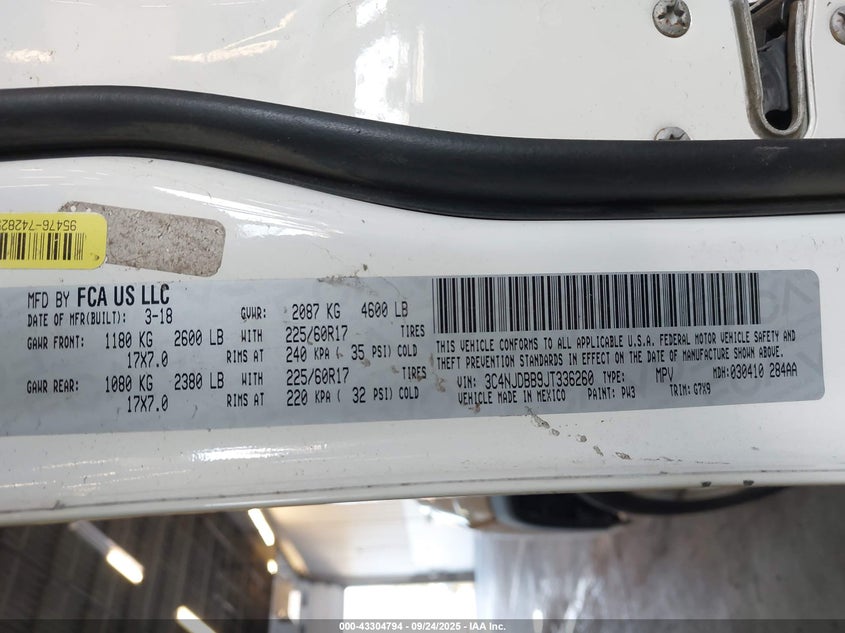 95476-74282
MFD BY FCA US LLC
DATE OF MFR(BUILT): 3-18 GVWR: 2087 KG 4600 LB
GAWR FRONT: 1180 KG 2600 LB WITH 225/60R17 TIRES
17X7.0 RIMS AT 240 KPA ( 35 PSI) COLD
GAWR REAR: 1080 KG 2380 LB WITH 225/60R17 TIRES
17X7.0 RIMS AT 220 KPA ( 32 PSI) COLD
THIS VEHICLE CONFORMS TO ALL APPLICABLE U.S.A. FEDERAL MOTOR VEHICLE SAFETY AND
THEFT PREVENTION STANDARDS IN EFFECT ON THE DATE OF MANUFACTURE SHOWN ABOVE.
VIN: 3C4NJDBB9JT336260 TYPE: MPV MDH: 030410 284AA
VEHICLE MADE IN MEXICO PAINT: PW3 TRIM: G7X9
000-43304794 - 09/24/2025 - IAA Inc.